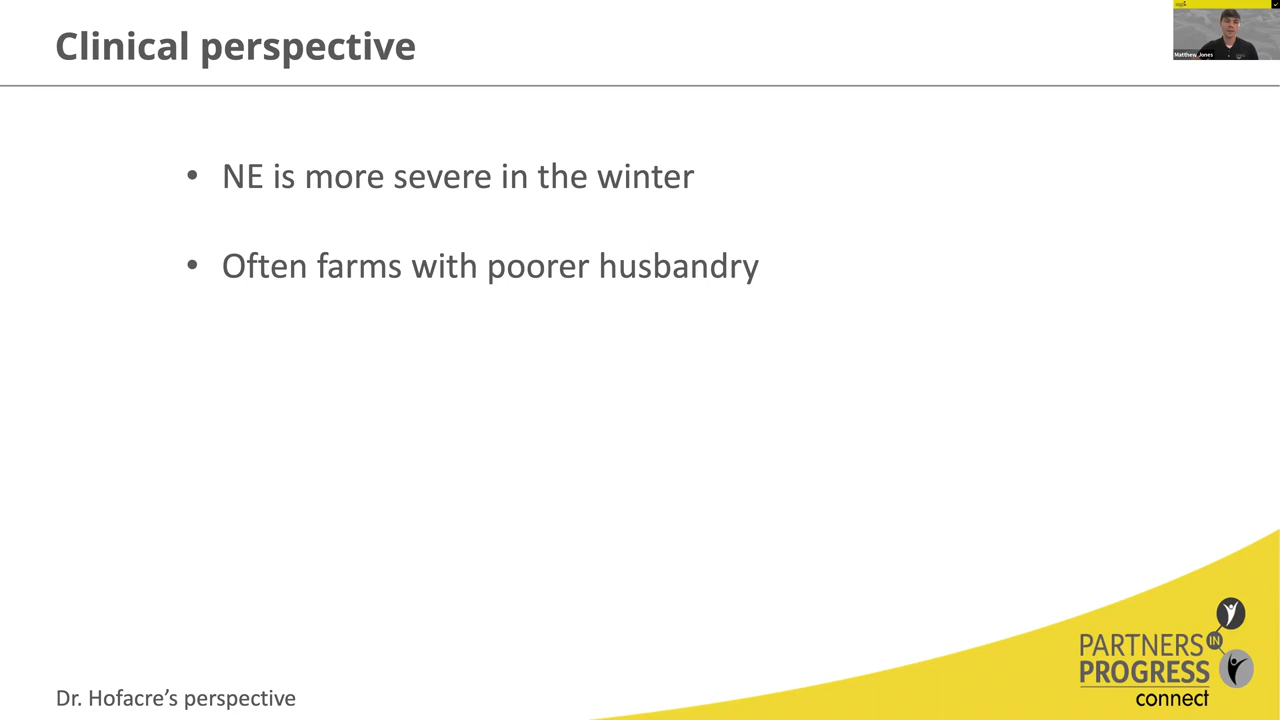 Clinical perspective
Matthew Jones
• NE is more severe in the winter
• Often farms with poorer husbandry
PARTNERS IN
PROGRESS
connect
Dr. Hofacre's perspective